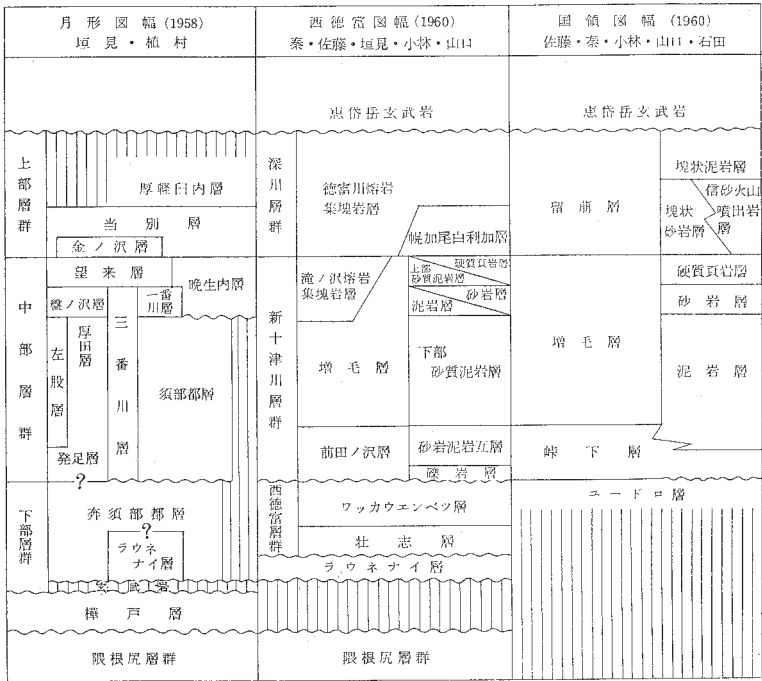 月形図幅(1958)
垣見・植村
上部層群
厚軽臼内層
当別層
金ノ沢層
中部層群
望来層
晩生内層
盤ノ沢層
一番川層
厚田層
左股層
三番川層
須部都層
発足層
?
下部層群
奔須部都層
?
ラウネ
ナイ層
玄武岩
樺戸層
隈根尻層群
西徳富図幅(1960)
秦・佐藤・垣見・小林・山口
恵岱岳玄武岩
深川層群
徳富川熔岩
集塊岩層
幌加尾白利加層
新十津川層群
滝ノ沢熔岩
集塊岩層
硬質頁岩層
上部
砂質泥岩層
砂岩層
泥岩層
増毛層
下部
砂質泥岩層
前田ノ沢層
砂岩泥岩互層
礫岩層
西徳富層群
ワッカウエンベツ層
壮志層
ラウネナイ層
隈根尻層群
国領図幅(1960)
佐藤・秦・小林・山口・石田
恵岱岳玄武岩
留萠層
塊状泥岩層
信砂火山
噴出岩
層
塊状
砂岩層
硬質頁岩層
砂岩層
増毛層
泥岩層
峠下層
ユードロ層